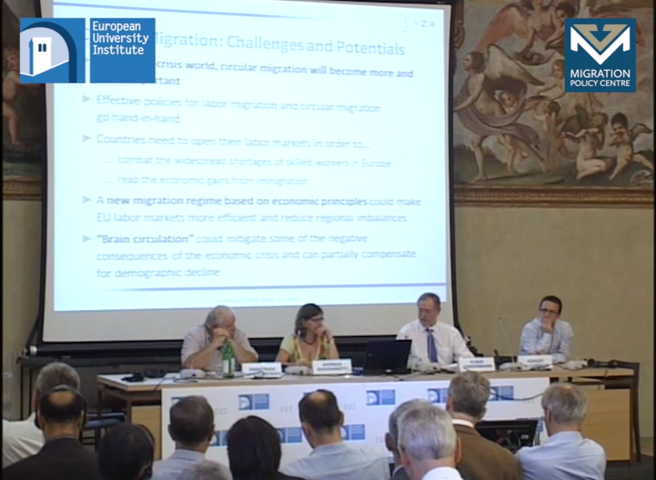 European
University
Institute
IZA
Migration: Challenges and Potentials
crisis world, circular migration will become more and
Effective policies for labor migration and circular migration
go hand-in-hand
Countries need to open their labor markets in order to...
... combat the widespread shortages of skilled workers in Europe
... reap the economic gains from immigration
A new migration regime based on economic principles could make
EU labor markets more efficient and reduce regional imbalances
"Brain circulation" could mitigate some of the negative
consequences of the economic crisis and can partially compensate
for demographic decline
MIGRATION
POLICY CENTRE